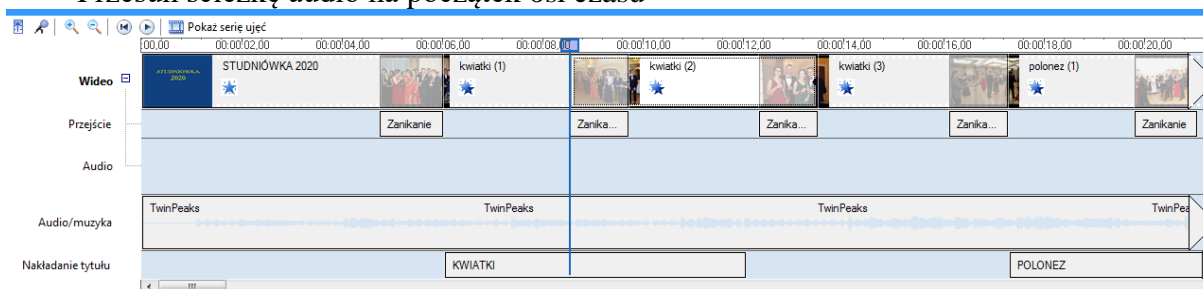 Przesuń ścieżkę audio na początek osi czasu
Pokaż serię ujęć
00,00 00:00'02,00 00:00'04,00 00:00'06,00 00:00'08,00 00:00'10,00 00:00'12,00 00:00'14,00 00:00'16,00 00:00'18,00 00:00'20,00
Wideo STUDNIÓWKA 2020 STUDNIÓWKA 2020 kwiatki (1) kwiatki (2) kwiatki (3) polonez (1)
Przejście Zanikanie Zanika... Zanika... Zanika... Zanikanie
Audio
Audio/muzyka TwinPeaks TwinPeaks TwinPeaks TwinPea
Nakładanie tytułu KWIATKI POLONEZ